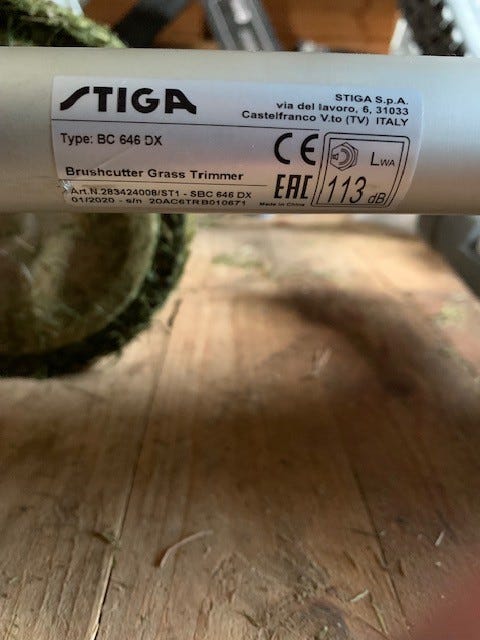 STIGA
STIGA S.p.A.
via del lavoro, 6, 31033
Castelfranco V.to (TV) ITALY
Type: BC 646 DX
Brushcutter Grass Trimmer
Art.N.283424008/ST1 - SBC 646 DX
01/2020 - s/n 20AC6TRB010671
CE
EAC
Made in China
LWA
113 dB